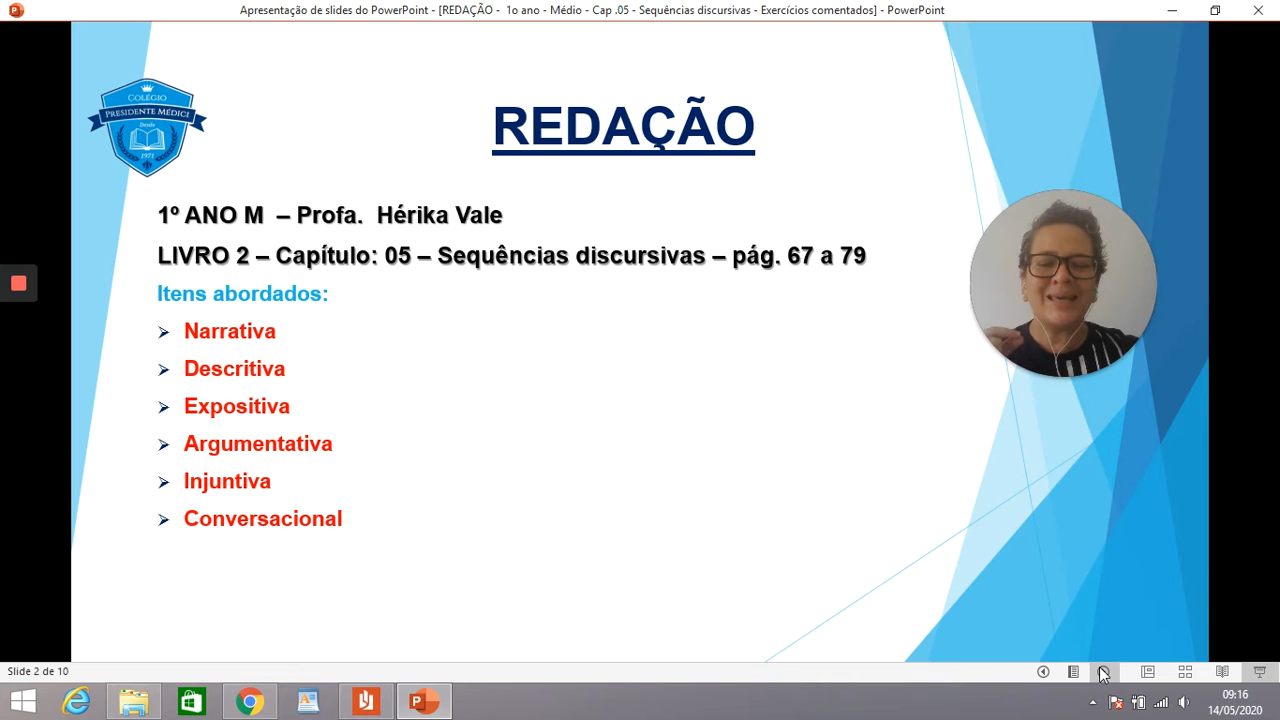 Apresentação de slides do PowerPoint - [REDAÇÃO - 1o ano - Médio - Cap .05 - Sequências discursivas - Exercícios comentados] - PowerPoint
COLÉGIO
PRESIDENTE MÉDICI
Desde
1971
REDAÇÃO
1º ANO M – Profa. Hérika Vale
LIVRO 2 – Capítulo: 05 – Sequências discursivas – pág. 67 a 79
Itens abordados:
Narrativa
Descritiva
Expositiva
Argumentativa
Injuntiva
Conversacional
Slide 2 de 10
09:16
14/05/2020